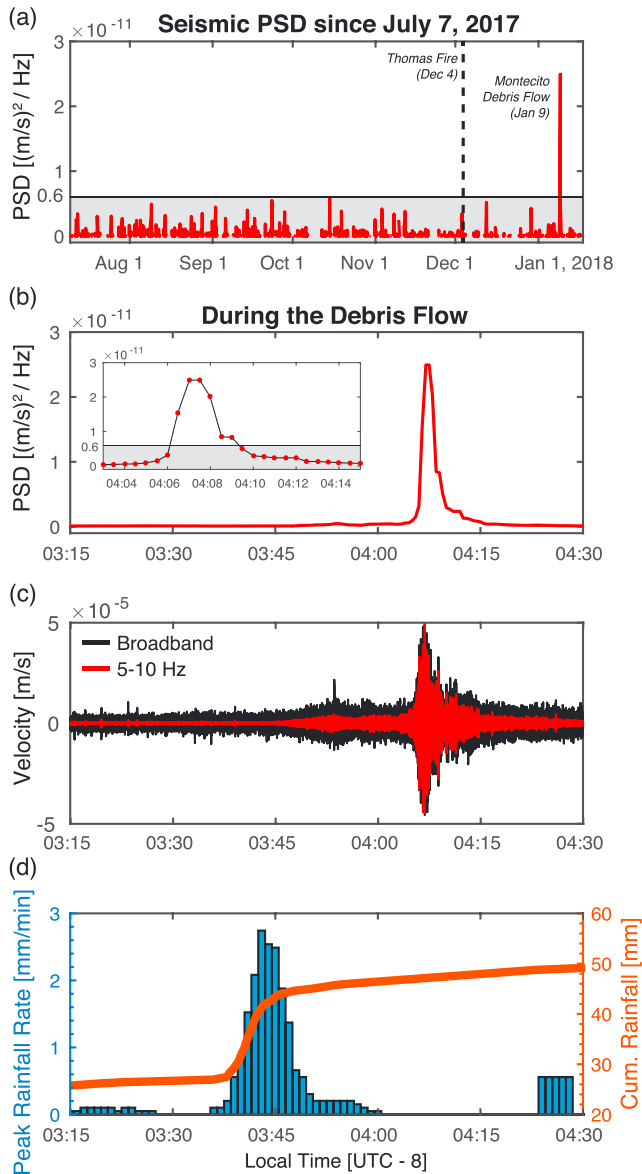 (a)
Seismic PSD since July 7, 2017
× 10 -11
PSD [(m/s)² / Hz]
3
2
1
0.6
0
Thomas Fire
(Dec 4)
Montecito
Debris Flow
(Jan 9)
Aug 1 Sep 1 Oct 1 Nov 1 Dec 1 Jan 1, 2018
(b)
During the Debris Flow
× 10 -11
PSD [(m/s)² / Hz]
3
2
1
0
× 10 -11
3
2
1
0.6
0
04:04 04:06 04:08 04:10 04:12 04:14
03:15 03:30 03:45 04:00 04:15 04:30
(c)
× 10 -5
Velocity [m/s]
5
0
-5
Broadband
5-10 Hz
03:15 03:30 03:45 04:00 04:15 04:30
(d)
Peak Rainfall Rate [mm/min]
3
2
1
0
60
50
40
30
20
Cum. Rainfall [mm]
03:15 03:30 03:45 04:00 04:15 04:30
Local Time [UTC - 8]